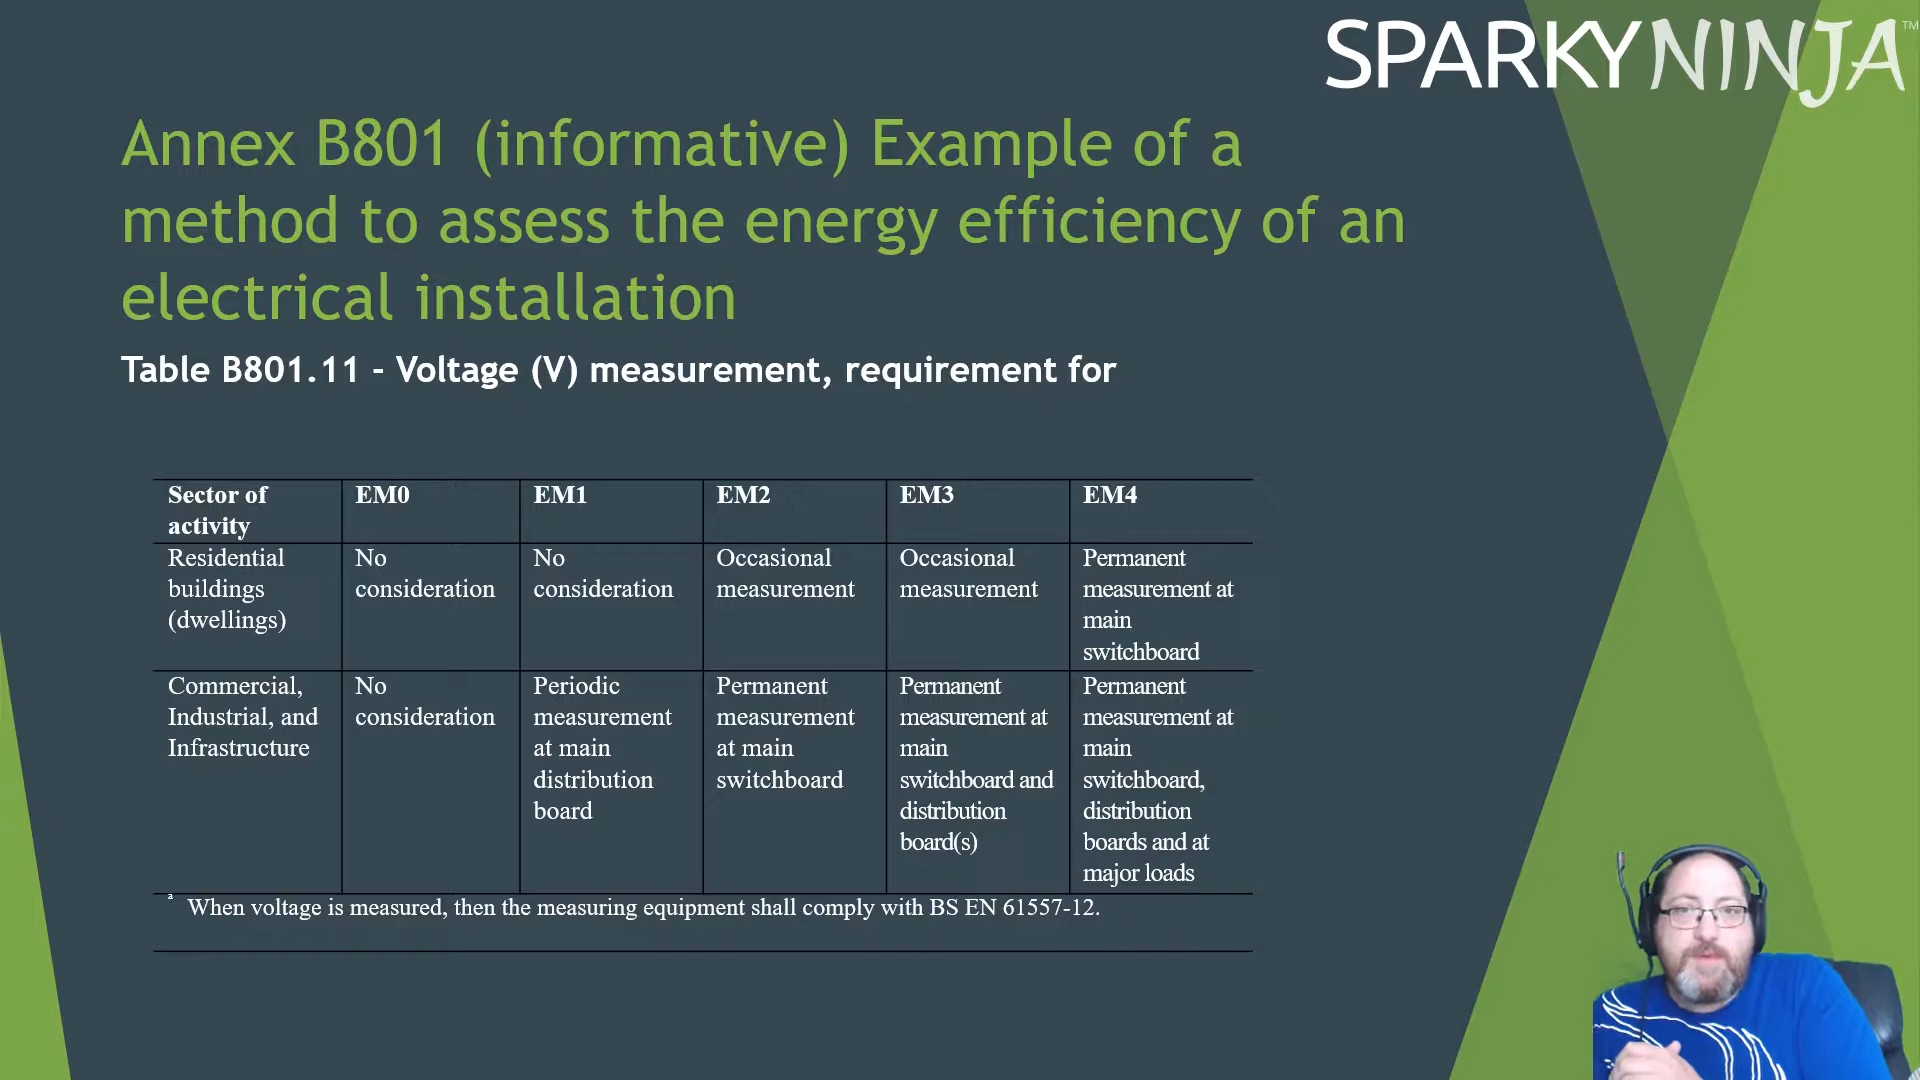 SPARKYNINJA™
Annex B801 (informative) Example of a
method to assess the energy efficiency of an
electrical installation
Table B801.11 - Voltage (V) measurement, requirement for
Sector of
activity
EM0
EM1
EM2
EM3
EM4
Residential
buildings
(dwellings)
No
consideration
No
consideration
Occasional
measurement
Occasional
measurement
Permanent
measurement at
main
switchboard
Commercial,
Industrial, and
Infrastructure
No
consideration
Periodic
measurement
at main
distribution
board
Permanent
measurement
at main
switchboard
Permanent
measurement at
main
switchboard and
distribution
board(s)
Permanent
measurement at
main
switchboard,
distribution
boards and at
major loads
a When voltage is measured, then the measuring equipment shall comply with BS EN 61557-12.